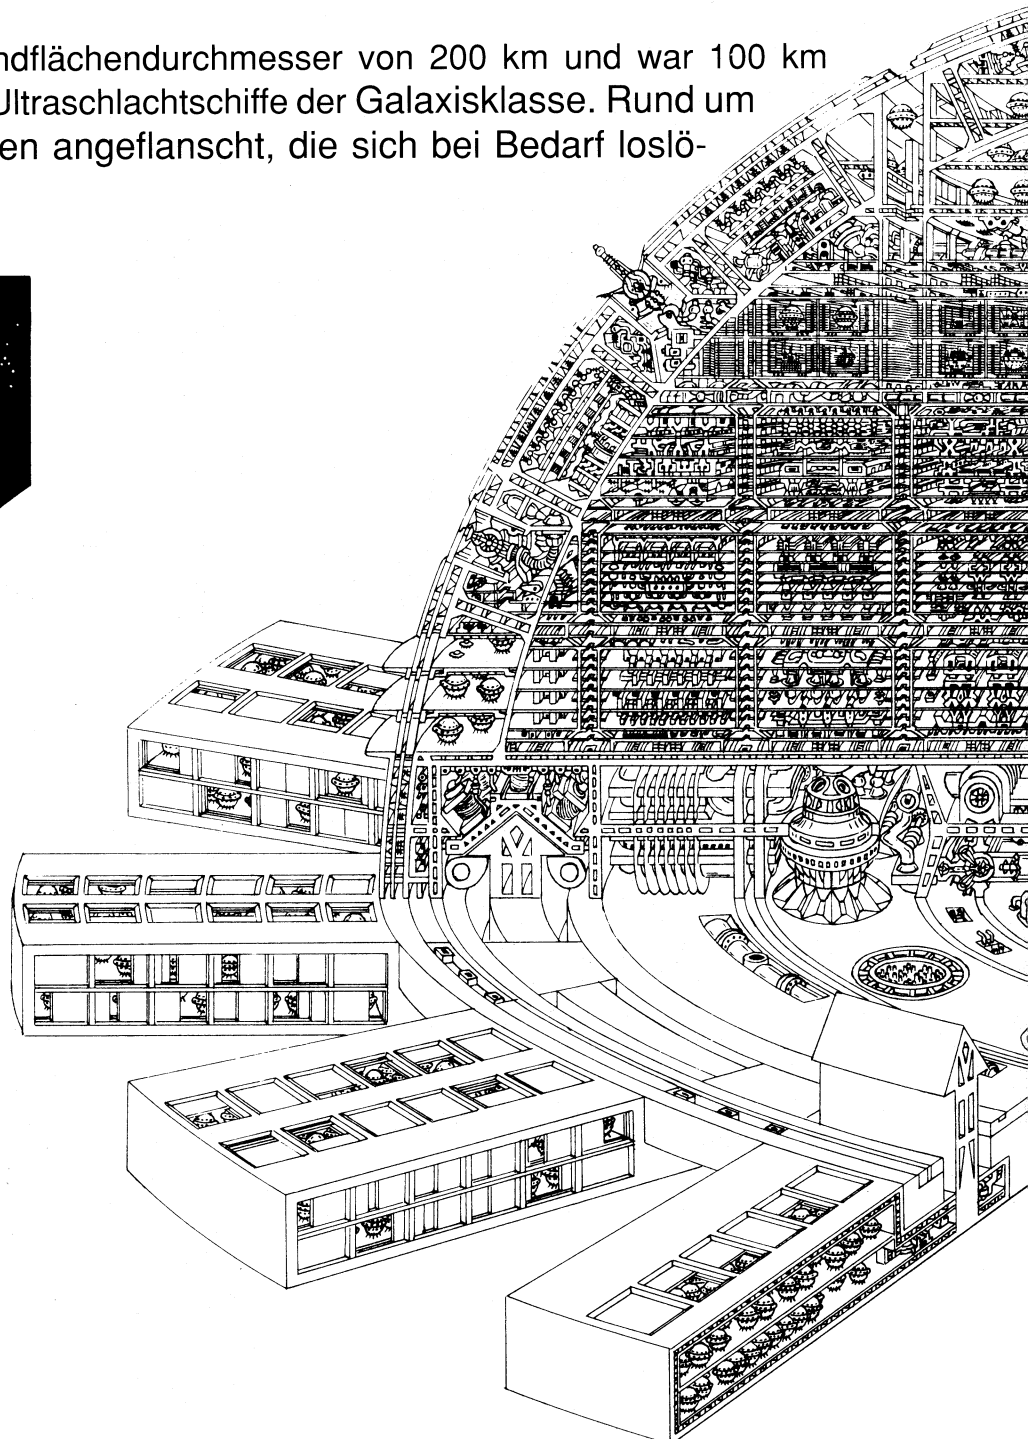 ndflächendurchmesser von 200 km und war 100 km
Ultraschlachtschiffe der Galaxisklasse. Rund um
en angeflanscht, die sich bei Bedarf loslö-